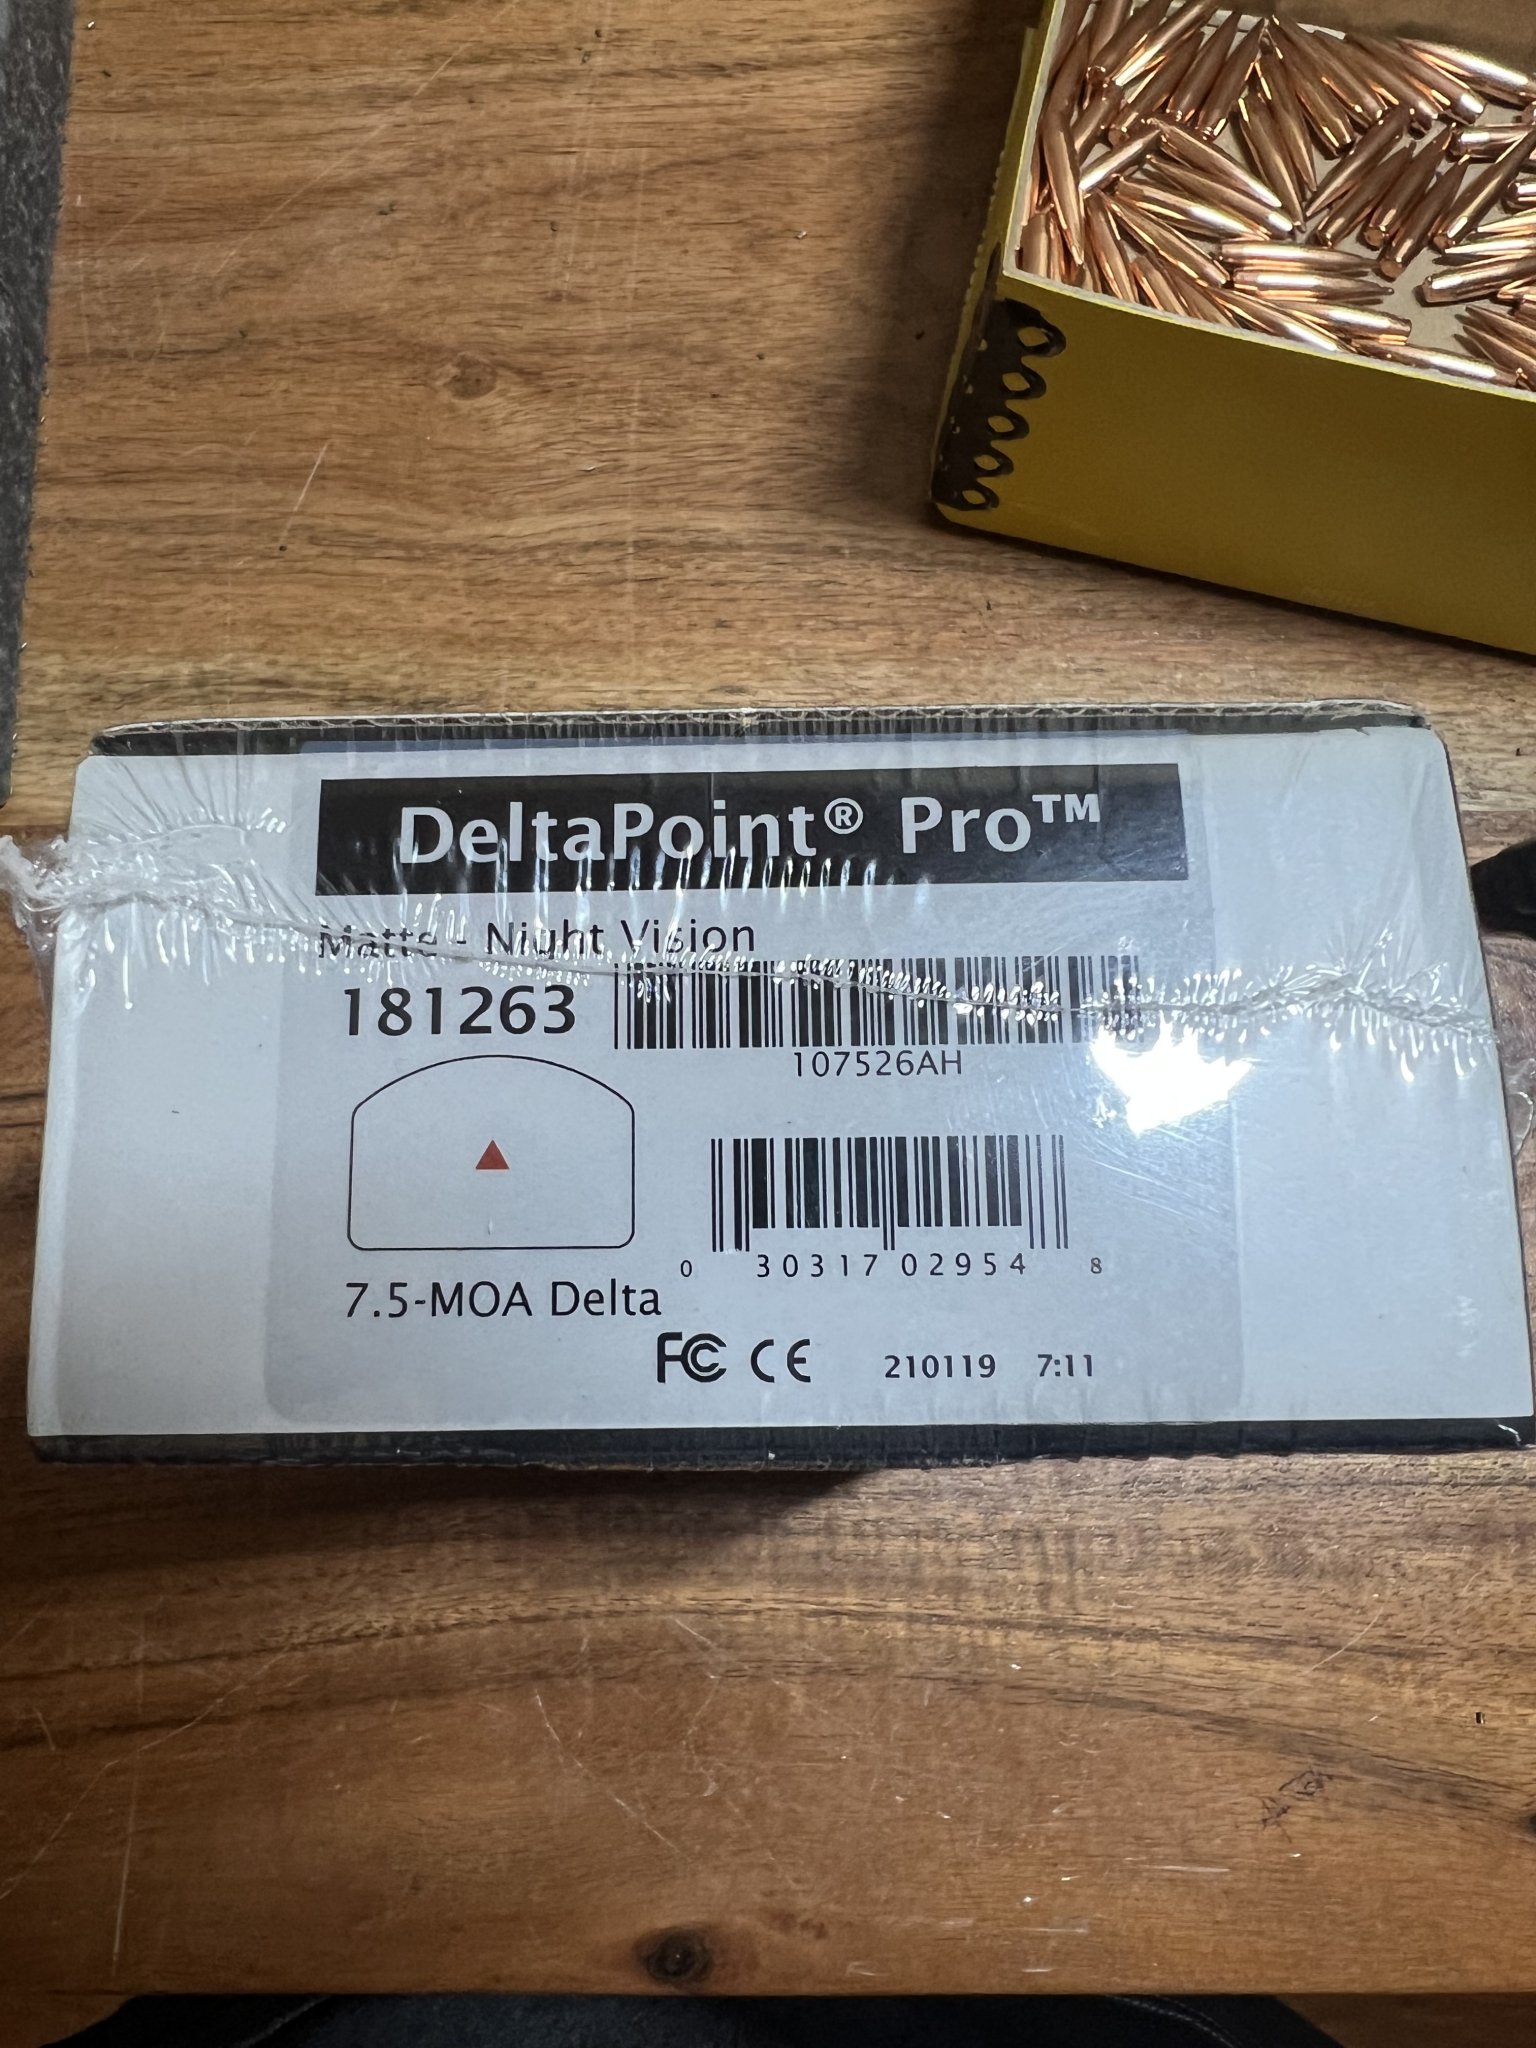 DeltaPoint® Pro™
Matte - Night Vision
181263
107526AH
0 30317 02954 8
7.5-MOA Delta
FC CE 210119 7:11